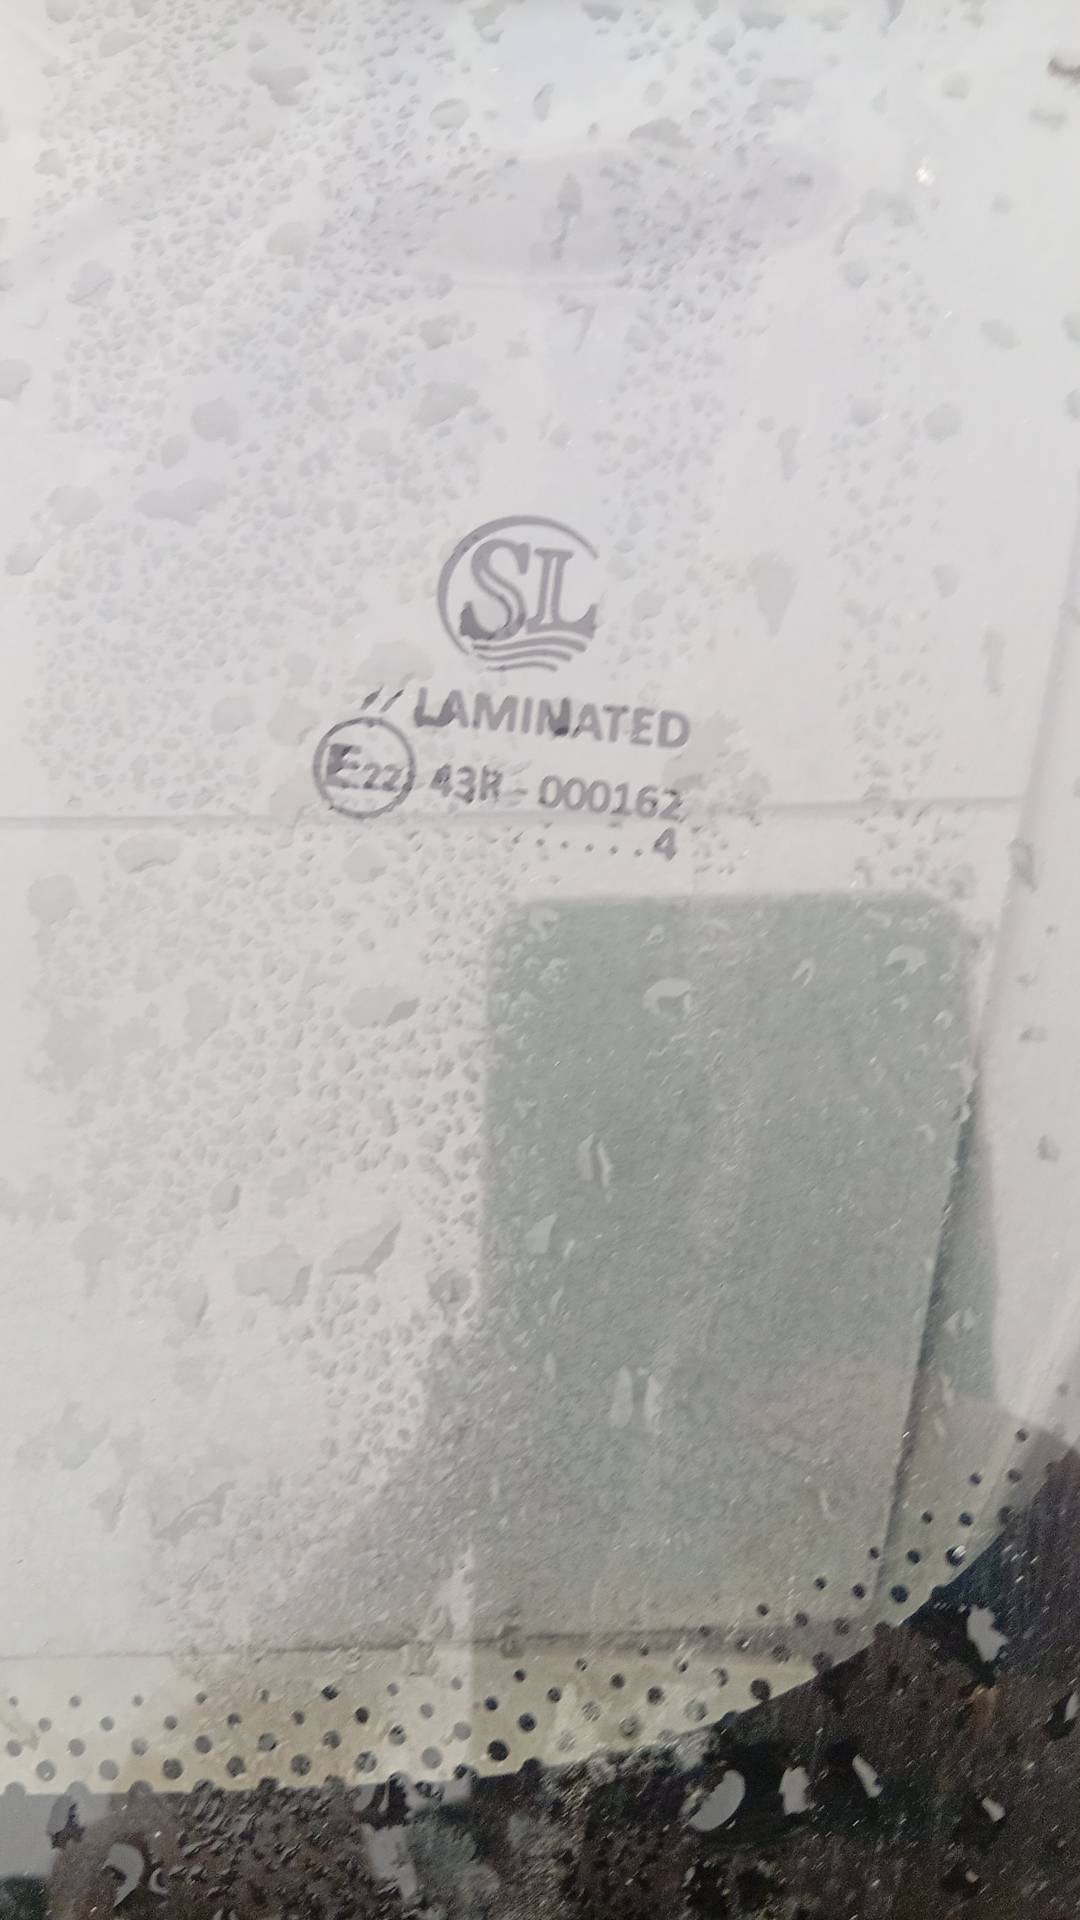 SL
// LAMINATED
E22 43R - 000162
. . . . . . 4